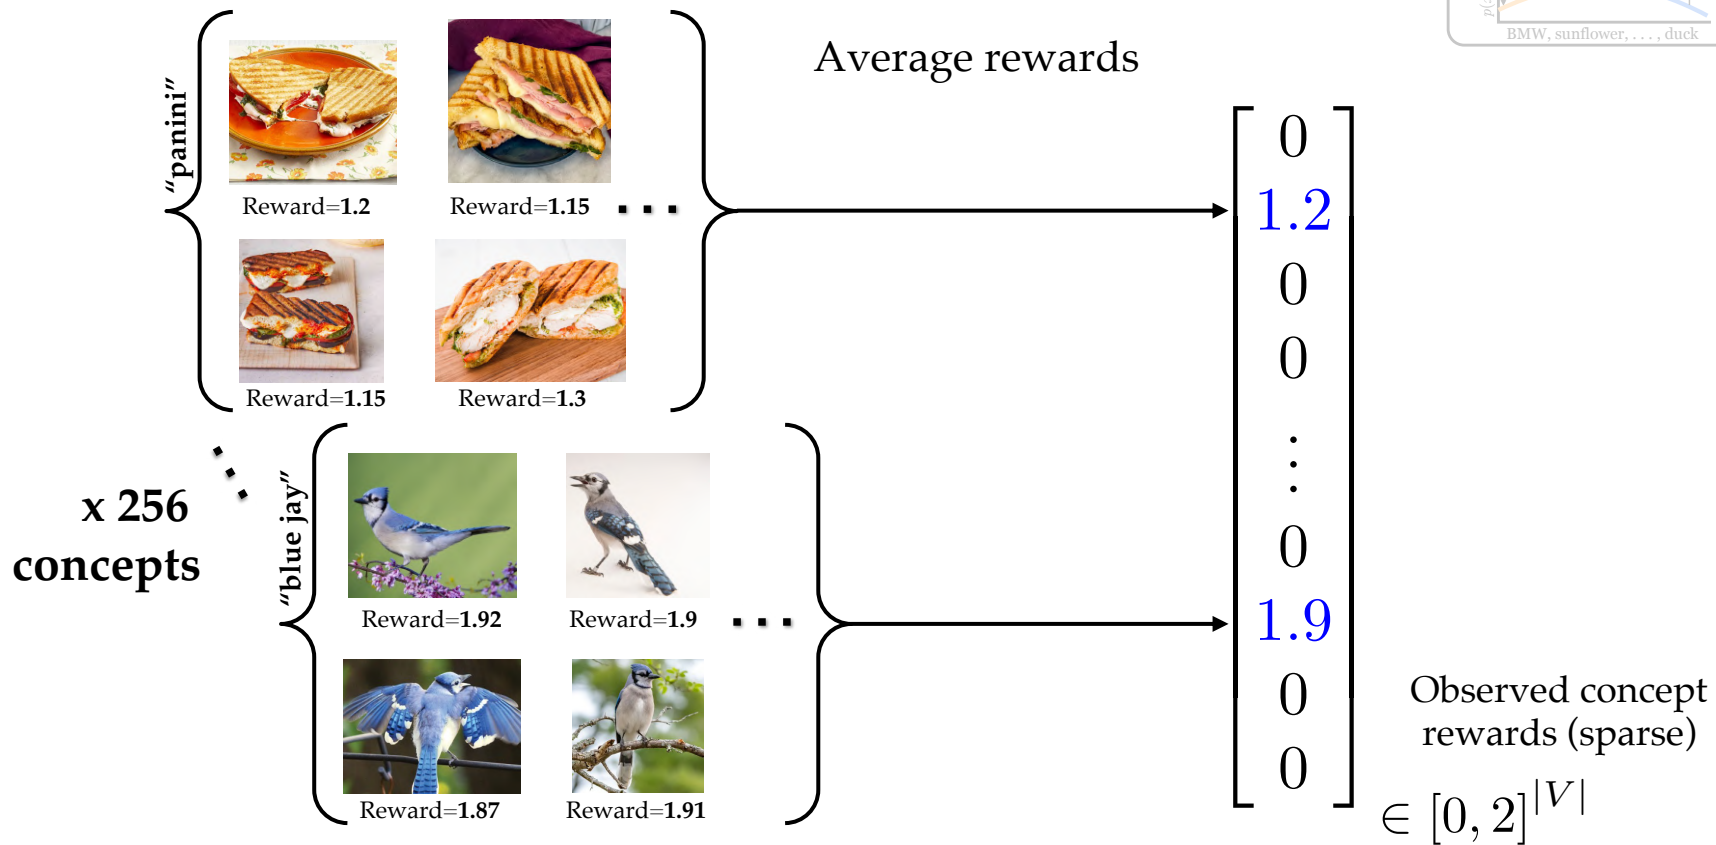 p(
BMW, sunflower, . . . , duck
Average rewards
“panini”
Reward=1.2
Reward=1.15
. . .
Reward=1.15
Reward=1.3
. . .
x 256
concepts
“blue jay”
Reward=1.92
Reward=1.9
. . .
Reward=1.87
Reward=1.91
0
1.2
0
0
⋮
0
1.9
0
0
Observed concept
rewards (sparse)
∈ [0, 2]^|V|